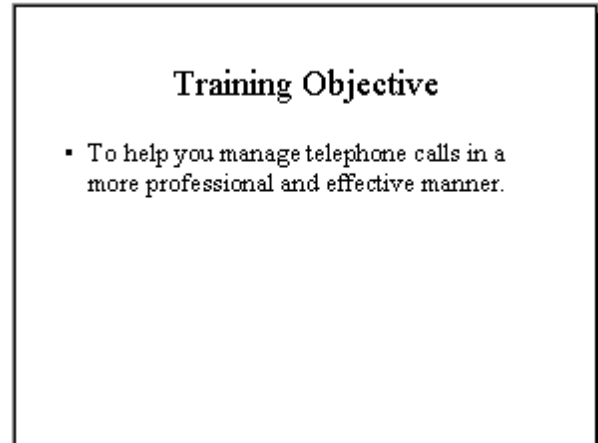 Training Objective
▪ To help you manage telephone calls in a
more professional and effective manner.